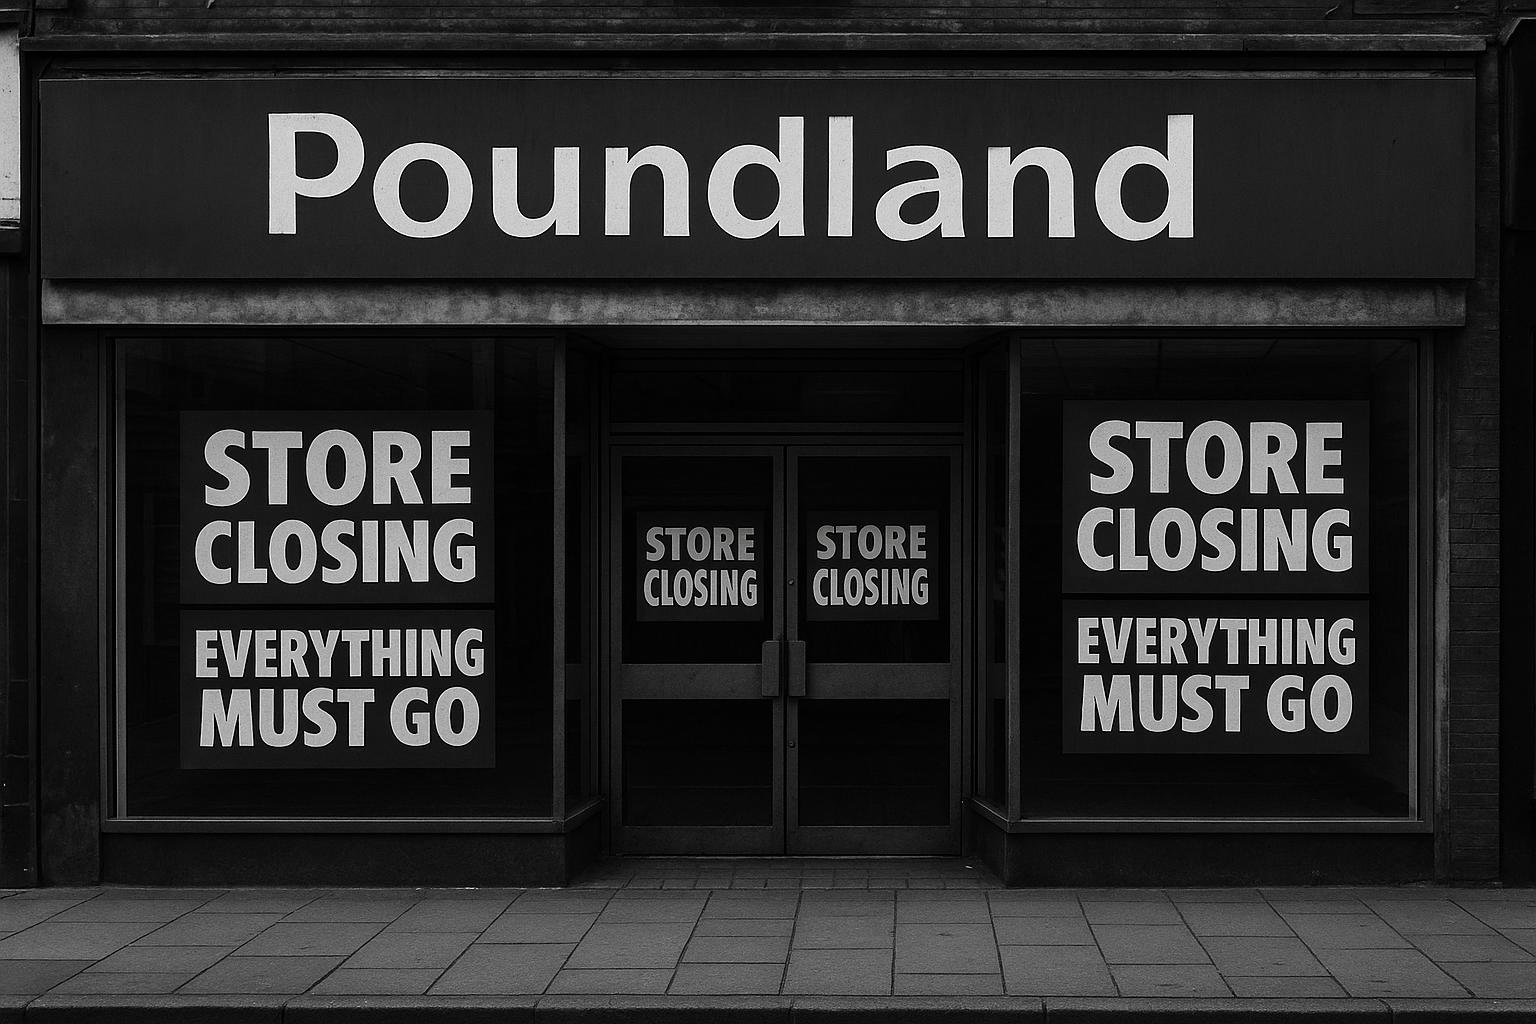 Poundland
STORE
CLOSING
EVERYTHING
MUST GO
STORE
CLOSING
STORE
CLOSING
STORE
CLOSING
EVERYTHING
MUST GO